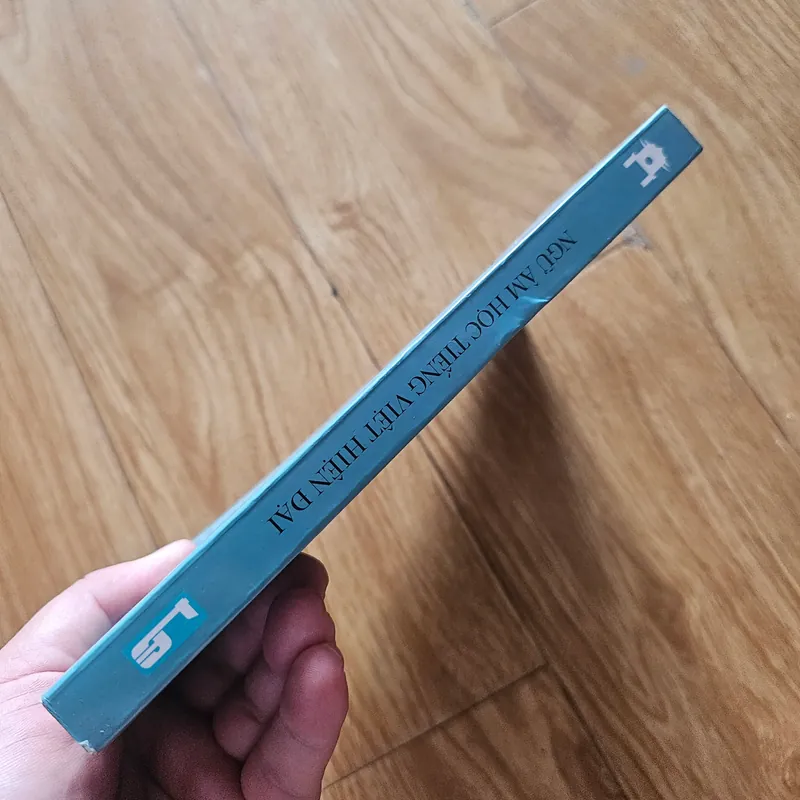 NGỮ ÂM HỌC TIẾNG VIỆT HIỆN ĐẠI